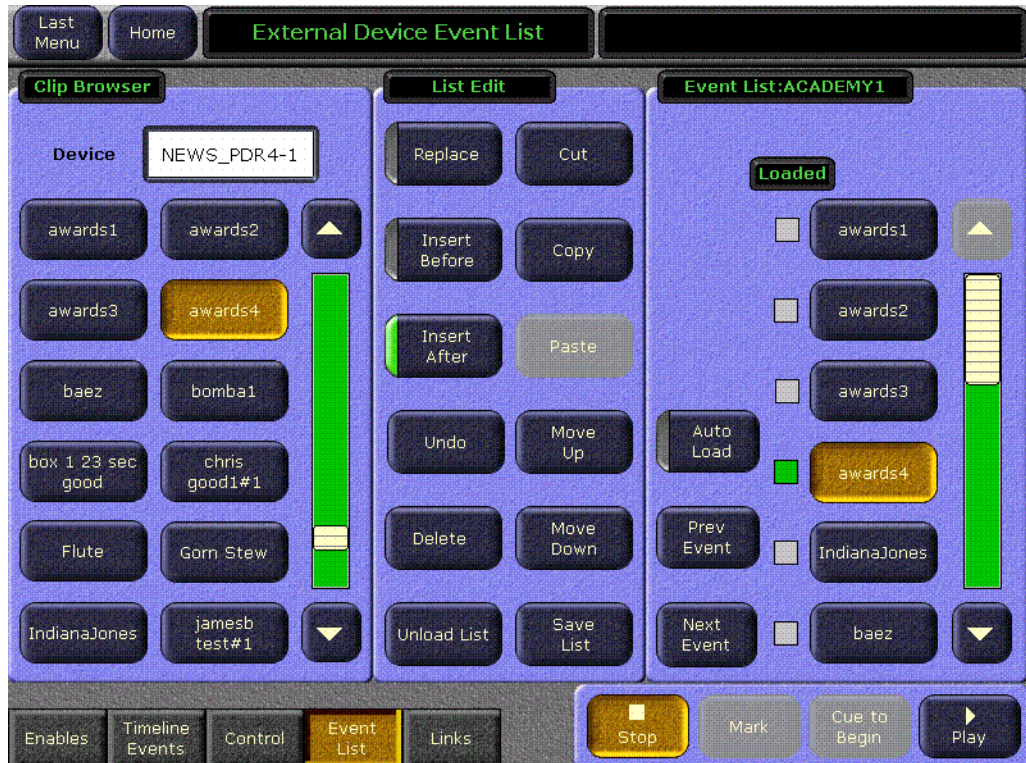 Last
Menu
Home
External Device Event List
Clip Browser
Device
NEWS_PDR4-1
awards1
awards2
awards3
awards4
baez
bomba1
box 1 23 sec
good
chris
good1#1
Flute
Gorn Stew
IndianaJones
jamesb
test#1
List Edit
Replace
Cut
Insert
Before
Copy
Insert
After
Paste
Undo
Move
Up
Delete
Move
Down
Unload List
Save
List
Event List:ACADEMY1
Loaded
awards1
awards2
awards3
Auto
Load
awards4
Prev
Event
IndianaJones
Next
Event
baez
Enables
Timeline
Events
Control
Event
List
Links
Stop
Mark
Cue to
Begin
Play